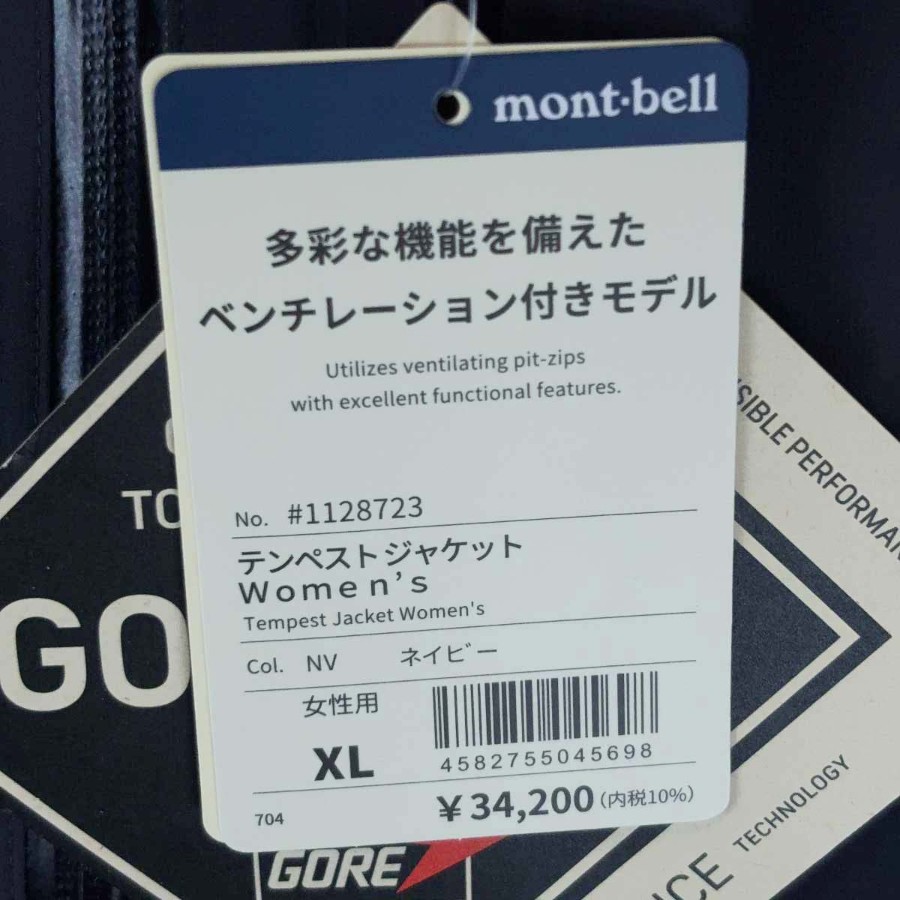 mont-bell
多彩な機能を備えた
ベンチレーション付きモデル
Utilizes ventilating pit-zips
with excellent functional features.
No. #1128723
テンペストジャケット
Women's
Tempest Jacket Women's
Col. NV ネイビー
女性用
XL
4582755045698
704
¥34,200(内税10%)
GORE
TECHNOLOGY